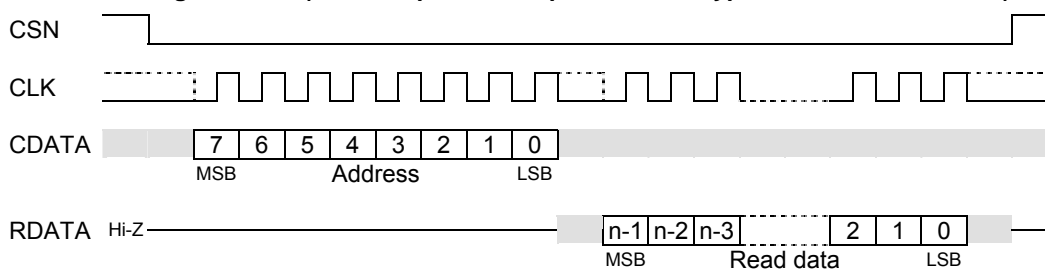 CSN
CLK
CDATA 7 6 5 4 3 2 1 0
MSB Address LSB
RDATA Hi-Z n-1 n-2 n-3 2 1 0
MSB Read data LSB